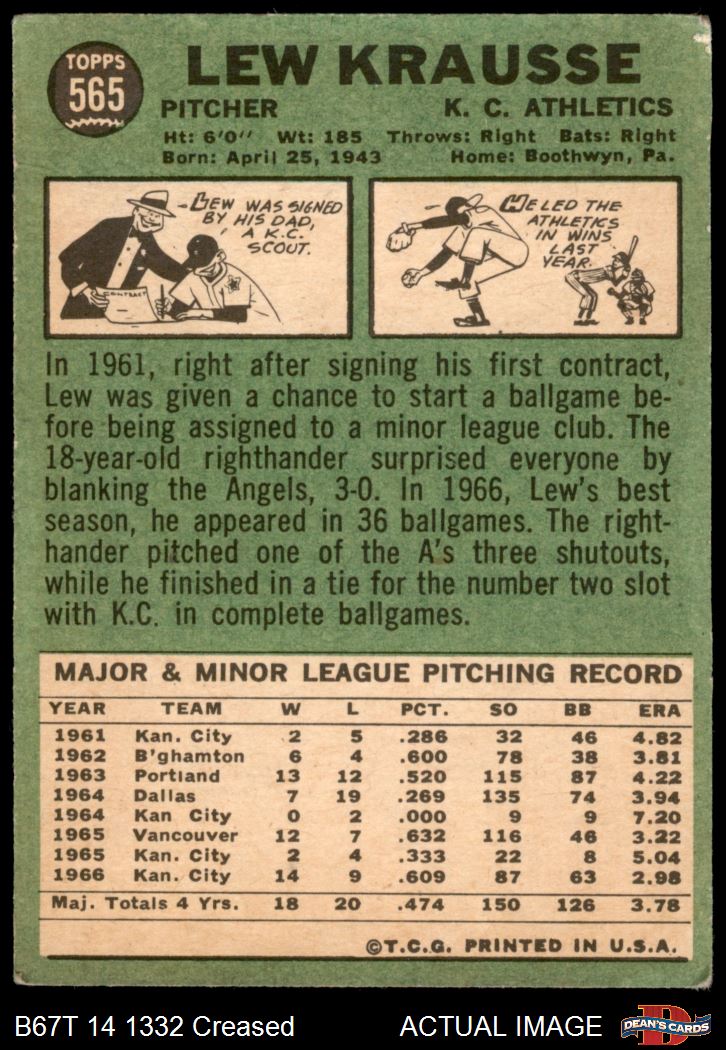 TOPPS
565
LEW KRAUSSE
PITCHER K. C. ATHLETICS
Ht: 6'0" Wt: 185 Throws: Right Bats: Right
Born: April 25, 1943 Home: Boothwyn, Pa.
LEW WAS SIGNED
BY HIS DAD,
A K.C.
SCOUT.
CONTRACT
HE LED THE
ATHLETICS
IN WINS
LAST
YEAR.
In 1961, right after signing his first contract,
Lew was given a chance to start a ballgame be-
fore being assigned to a minor league club. The
18-year-old righthander surprised everyone by
blanking the Angels, 3-0. In 1966, Lew's best
season, he appeared in 36 ballgames. The right-
hander pitched one of the A's three shutouts,
while he finished in a tie for the number two slot
with K.C. in complete ballgames.
MAJOR & MINOR LEAGUE PITCHING RECORD
YEAR TEAM W L PCT. SO BB ERA
1961 Kan. City 2 5 .286 32 46 4.82
1962 B'ghamton 6 4 .600 78 38 3.81
1963 Portland 13 12 .520 115 87 4.22
1964 Dallas 7 19 .269 135 74 3.94
1964 Kan City 0 2 .000 9 9 7.20
1965 Vancouver 12 7 .632 116 46 3.22
1965 Kan. City 2 4 .333 22 8 5.04
1966 Kan. City 14 9 .609 87 63 2.98
Maj. Totals 4 Yrs. 18 20 .474 150 126 3.78
©T.C.G. PRINTED IN U.S.A.
B67T 14 1332 Creased ACTUAL IMAGE
D
DEAN'S CARDS